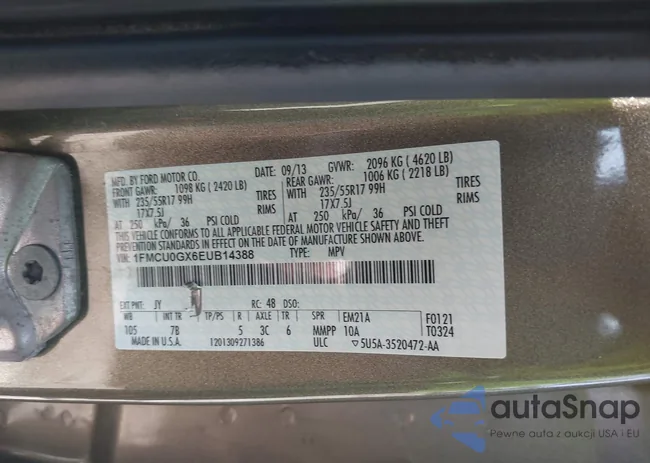 MFD. BY FORD MOTOR CO.
DATE: 09/13 GVWR: 2096 KG ( 4620 LB)
FRONT GAWR: 1098 KG ( 2420 LB) REAR GAWR: 1006 KG ( 2218 LB)
WITH 235/55R17 99H TIRES WITH 235/55R17 99H TIRES
17X7.5J RIMS 17X7.5J RIMS
AT 250 kPa/ 36 PSI COLD AT 250 kPa/ 36 PSI COLD
THIS VEHICLE CONFORMS TO ALL APPLICABLE FEDERAL MOTOR VEHICLE SAFETY, BUMPER, AND THEFT PREVENTION STANDARDS IN EFFECT ON THE DATE OF MANUFACTURE SHOWN ABOVE.
VIN: 1FMCU0GX6EUB14388 TYPE: MPV
EXT PNT: JY RC: 48 DSO:
WB INT TR TP/PS R AXLE TR SPR EM21A F0121
105 7B 5 3C 6 MMPP 10A T0324
MADE IN U.S.A. 1201309271386 ULC ▽5U5A-3520472-AA
autaSnap
Pewne auta z aukcji USA i EU